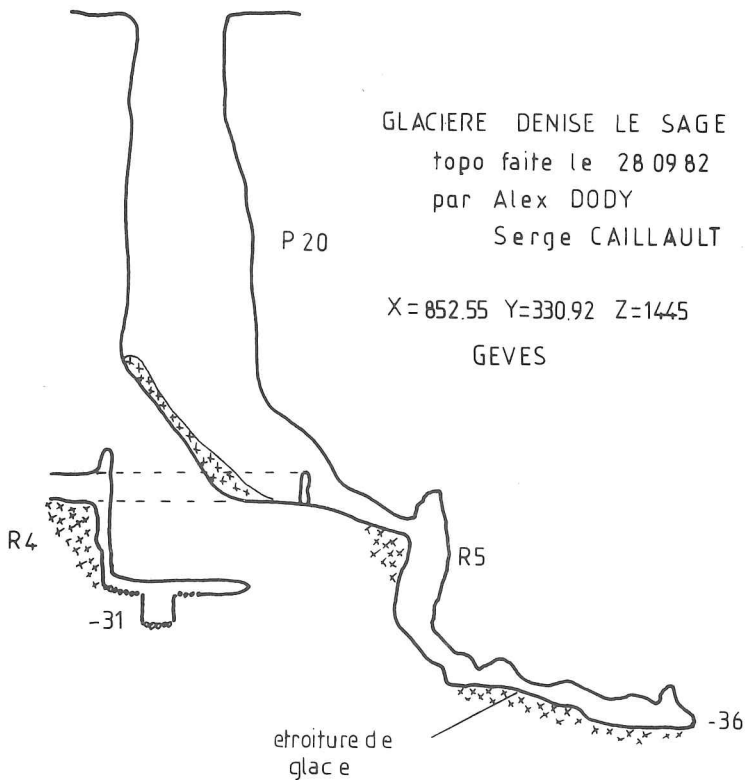 GLACIERE DENISE LE SAGE
topo faite le 28 09 82
par Alex DODY
Serge CAILLAULT
P 20
X=852.55 Y=330.92 Z=1445
GEVES
R4
R5
-31
-36
etroiture de
glace